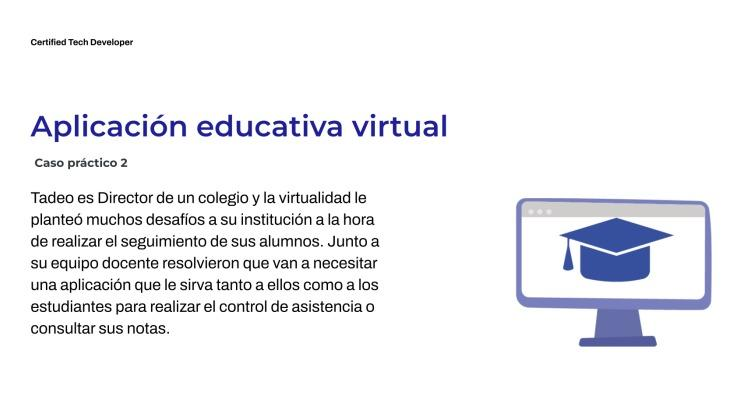 Certified Tech Developer
Aplicación educativa virtual
Caso práctico 2
Tadeo es Director de un colegio y la virtualidad le
planteó muchos desafíos a su institución a la hora
de realizar el seguimiento de sus alumnos. Junto a
su equipo docente resolvieron que van a necesitar
una aplicación que le sirva tanto a ellos como a los
estudiantes para realizar el control de asistencia o
consultar sus notas.